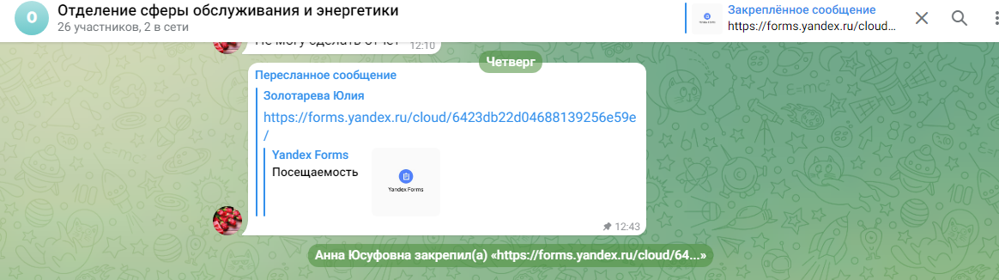 О
Отделение сферы обслуживания и энергетики
26 участников, 2 в сети
Закреплённое сообщение
https://forms.yandex.ru/cloud...
Не могу сделать отчет
12:10
Четверг
Пересланное сообщение
Золотарева Юлия
https://forms.yandex.ru/cloud/6423db22d04688139256e59e
/
Yandex Forms
Посещаемость
Yandex Forms
12:43
Анна Юсуфовна закрепил(а) «https://forms.yandex.ru/cloud/64...»